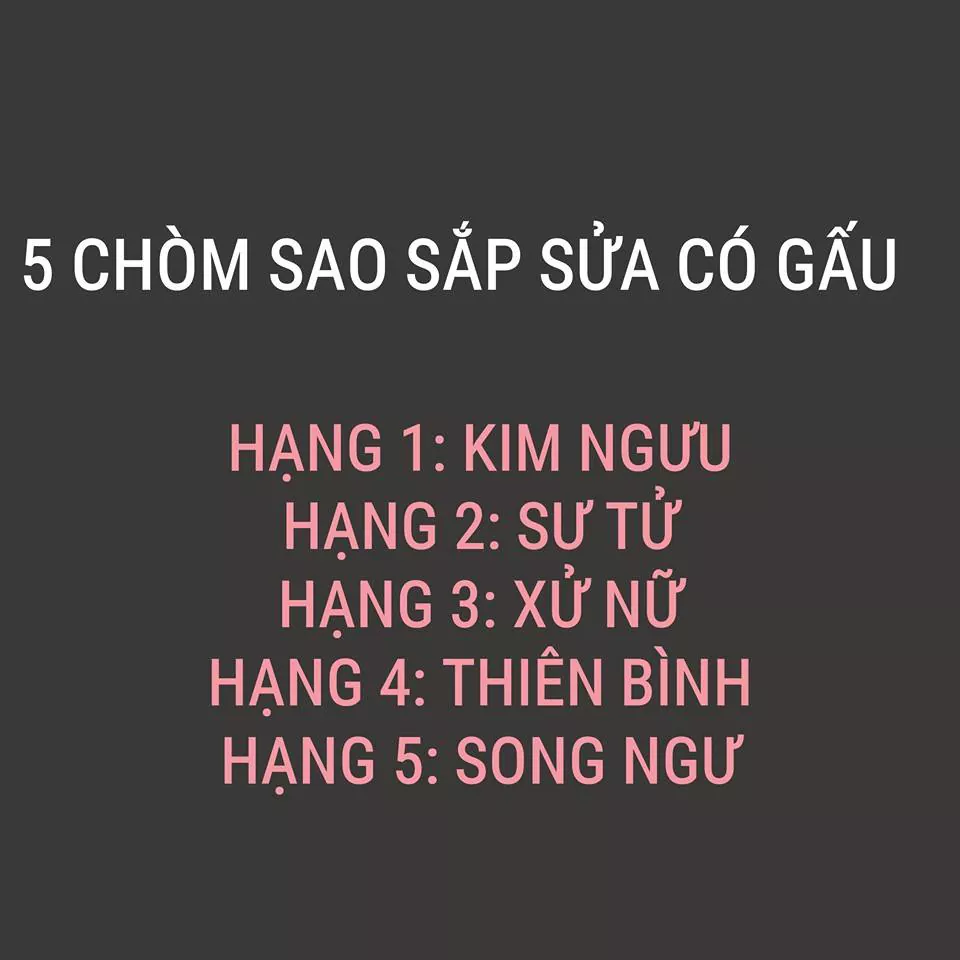 5 CHÒM SAO SẮP SỬA CÓ GẤU
HẠNG 1: KIM NGƯU
HẠNG 2: SƯ TỬ
HẠNG 3: XỬ NỮ
HẠNG 4: THIÊN BÌNH
HẠNG 5: SONG NGƯ